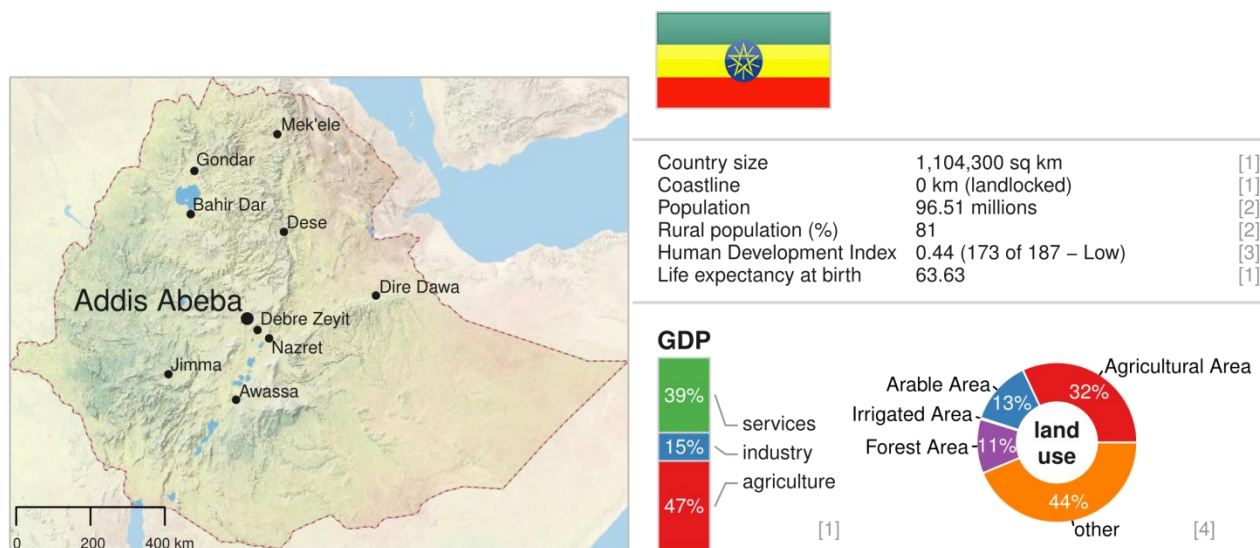 Mek'ele
Gondar
Bahir Dar
Dese
Dire Dawa
Addis Abeba
Debre Zeyit
Nazret
Jimma
Awassa
0 200 400 km
Country size 1,104,300 sq km [1]
Coastline 0 km (landlocked) [1]
Population 96.51 millions [2]
Rural population (%) 81 [2]
Human Development Index 0.44 (173 of 187 – Low) [3]
Life expectancy at birth 63.63 [1]
GDP
39%
services
15%
industry
47%
agriculture
[1]
Agricultural Area
32%
Arable Area
13%
Irrigated Area
Forest Area
11%
land
use
44%
other
[4]